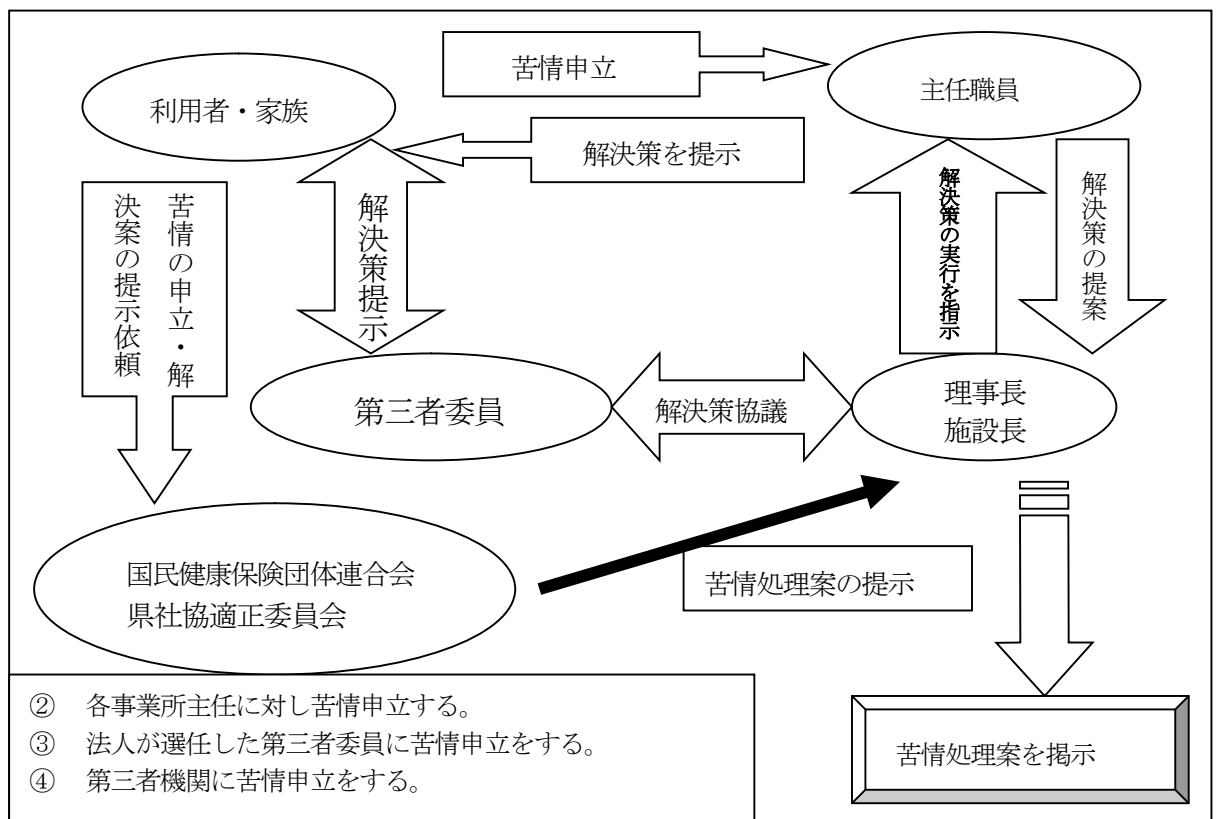 苦情申立
主任職員
利用者・家族
解決策を提示
苦情の申立・解
決案の提示依頼
解決策提示
解決策の実行を指示
解決策の提案
第三者委員
解決策協議
理事長
施設長
国民健康保険団体連合会
県社協適正委員会
苦情処理案の提示
② 各事業所主任に対し苦情申立する。
③ 法人が選任した第三者委員に苦情申立をする。
④ 第三者機関に苦情申立をする。
苦情処理案を掲示